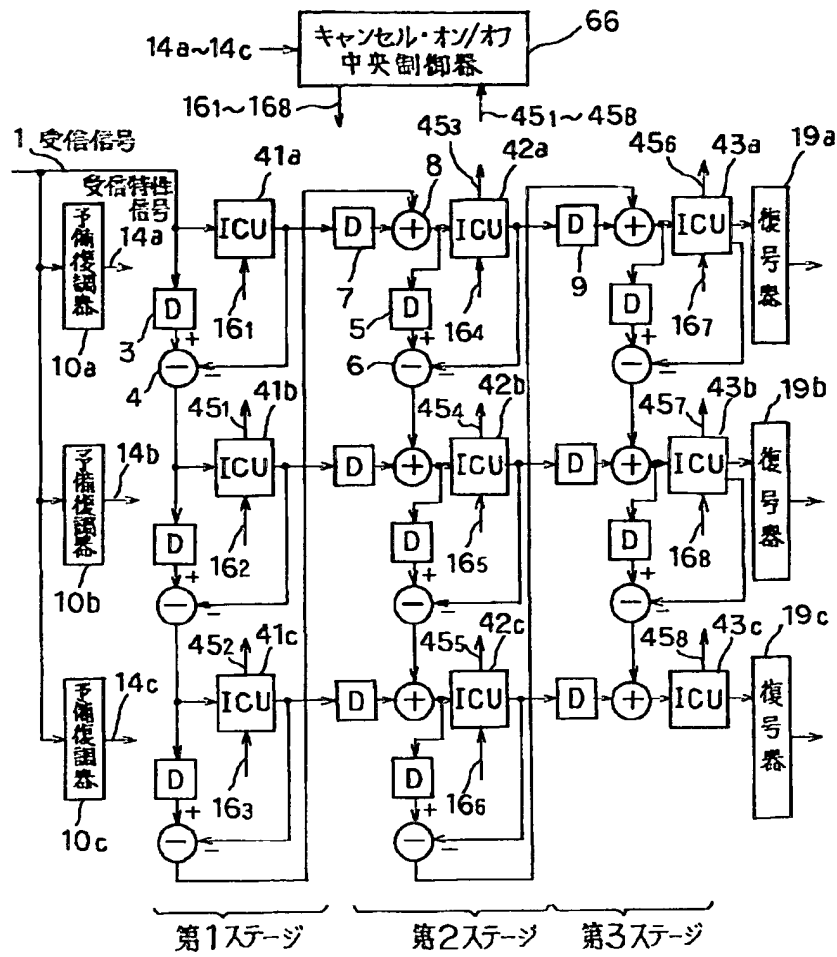 キャンセル・オン/オフ
中央制御器
66
14a~14c
161~168
451~458
1 受信信号
受信特性
信号
41a
453
42a
456
43a
19a
8
ICU
D
+
ICU
D
+
ICU
復号器
予備復調器
14a
10a
D
3
+
161
7
5
D
+
164
9
D
+
167
−
4
−
−
6
−
−
−
451
41b
454
42b
457
43b
19b
ICU
D
+
ICU
D
+
ICU
復号器
予備復調器
14b
10b
D
+
162
D
+
165
D
+
168
−
−
−
−
−
−
452
41c
455
42c
458
43c
19c
ICU
D
+
ICU
D
+
ICU
復号器
予備復調器
14c
10c
D
+
163
D
+
166
−
−
−
−
第1ステージ
第2ステージ
第3ステージ